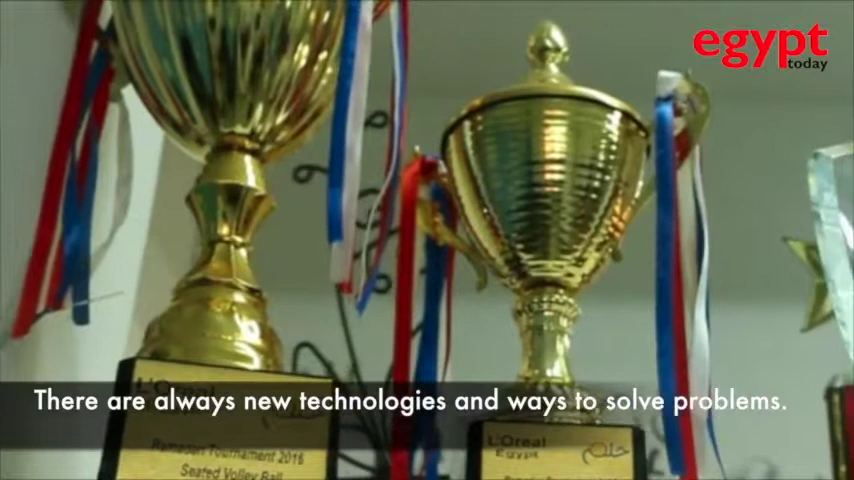 egypt
today
There are always new technologies and ways to solve problems.
L'Oreal
Ramadan Tournament 2016
Seated Volley Ball
L'Oreal
Egypt